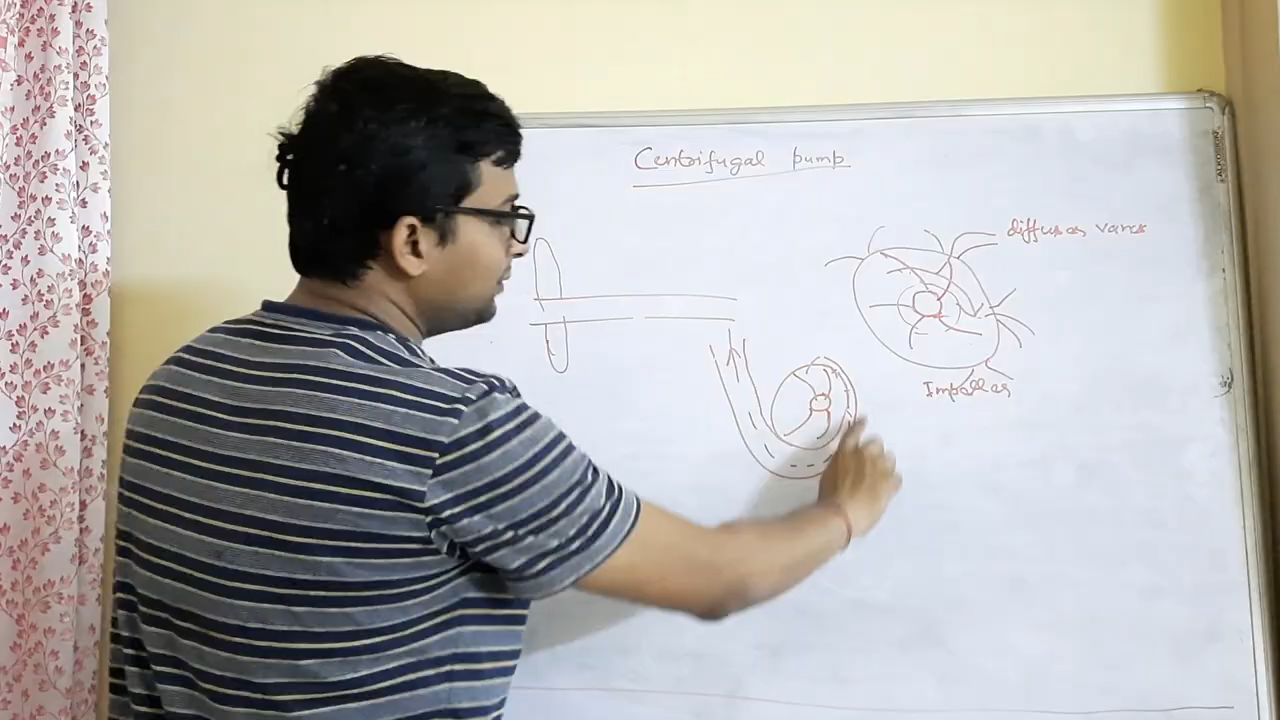 Centrifugal pump
diffuser vanes
Impeller